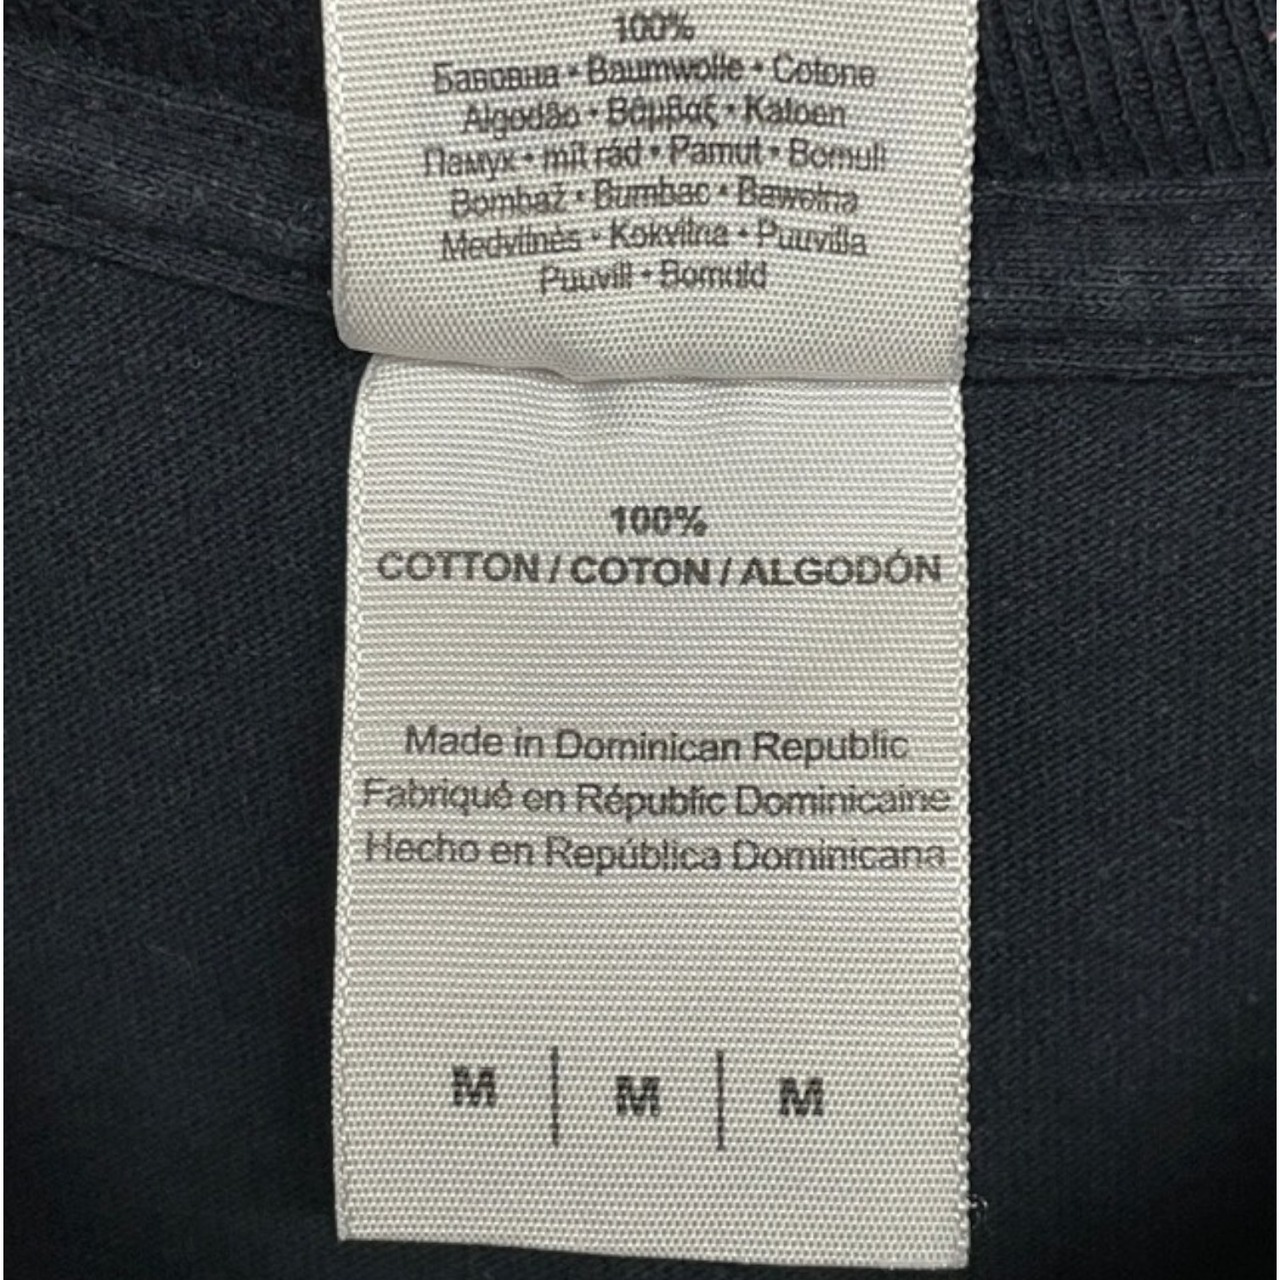 100%
Бавовна • Baumwolle • Cotone
Algodão • Βάμβαξ • Katoen
Памук • mit rád • Pamut • Bomull
Bombaž • Bumbac • Bawełna
Medvilnės • Kokvilna • Puuvilla
Puuvill • Bomuld
100%
COTTON / COTON / ALGODÓN
Made in Dominican Republic
Fabriqué en Républic Dominicaine
Hecho en República Dominicana
M | M | M